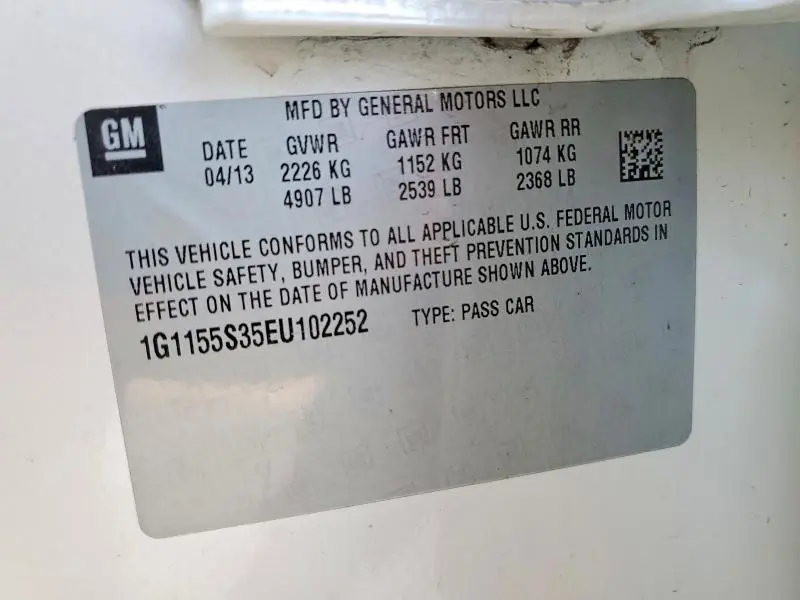 GM
MFD BY GENERAL MOTORS LLC
DATE GVWR GAWR FRT GAWR RR
04/13 2226 KG 1152 KG 1074 KG
4907 LB 2539 LB 2368 LB
THIS VEHICLE CONFORMS TO ALL APPLICABLE U.S. FEDERAL MOTOR
VEHICLE SAFETY, BUMPER, AND THEFT PREVENTION STANDARDS IN
EFFECT ON THE DATE OF MANUFACTURE SHOWN ABOVE.
1G1155S35EU102252 TYPE: PASS CAR